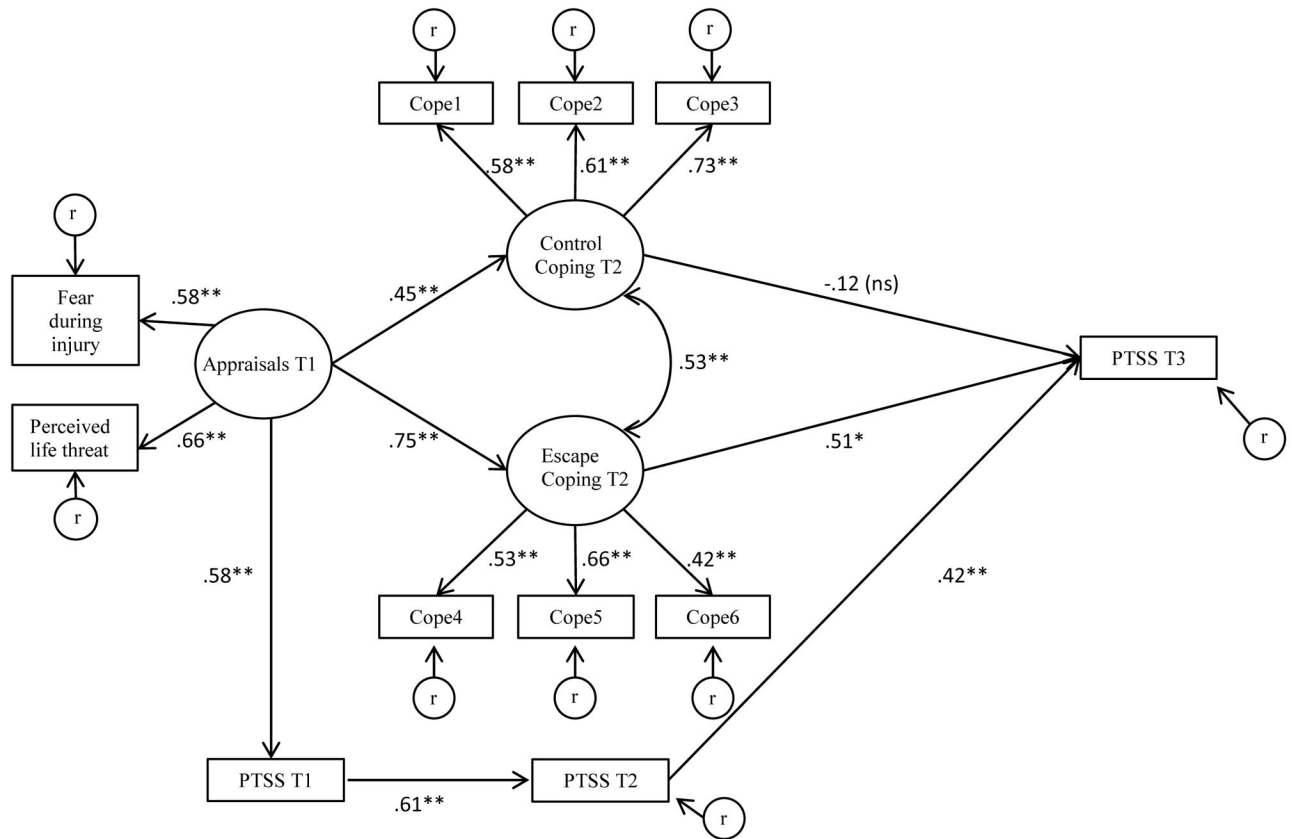 r
r
r
Cope1
Cope2
Cope3
.58**
.61**
.73**
r
Control
Coping T2
Fear
during
injury
.58**
.45**
-.12 (ns)
Appraisals T1
.53**
PTSS T3
Perceived
life threat
.66**
.75**
Escape
Coping T2
.51*
r
r
.53**
.66**
.42**
.58**
.42**
Cope4
Cope5
Cope6
r
r
r
PTSS T1
.61**
PTSS T2
r